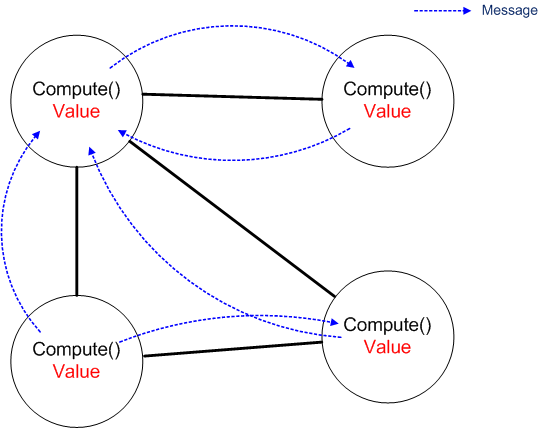 Message
Compute()
Value
Compute()
Value
Compute()
Value
Compute()
Value